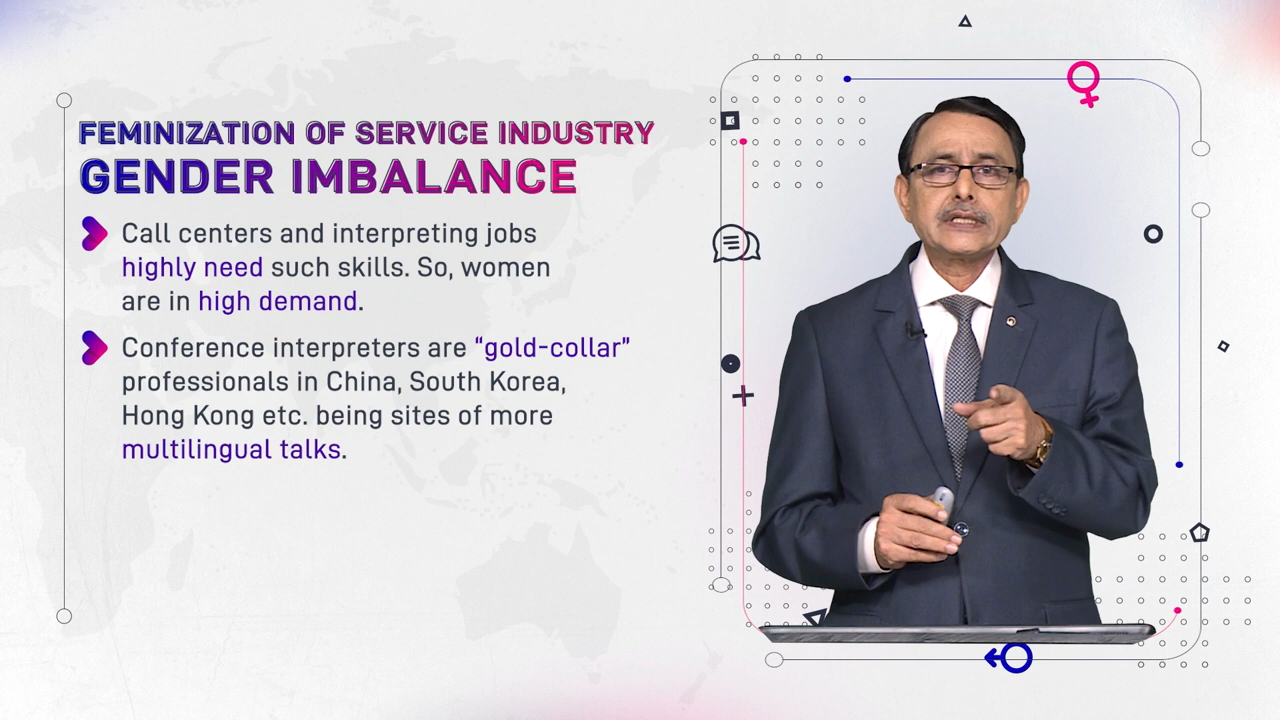 FEMINIZATION OF SERVICE INDUSTRY
GENDER IMBALANCE
Call centers and interpreting jobs
highly need such skills. So, women
are in high demand.
Conference interpreters are “gold-collar”
professionals in China, South Korea,
Hong Kong etc. being sites of more
multilingual talks.